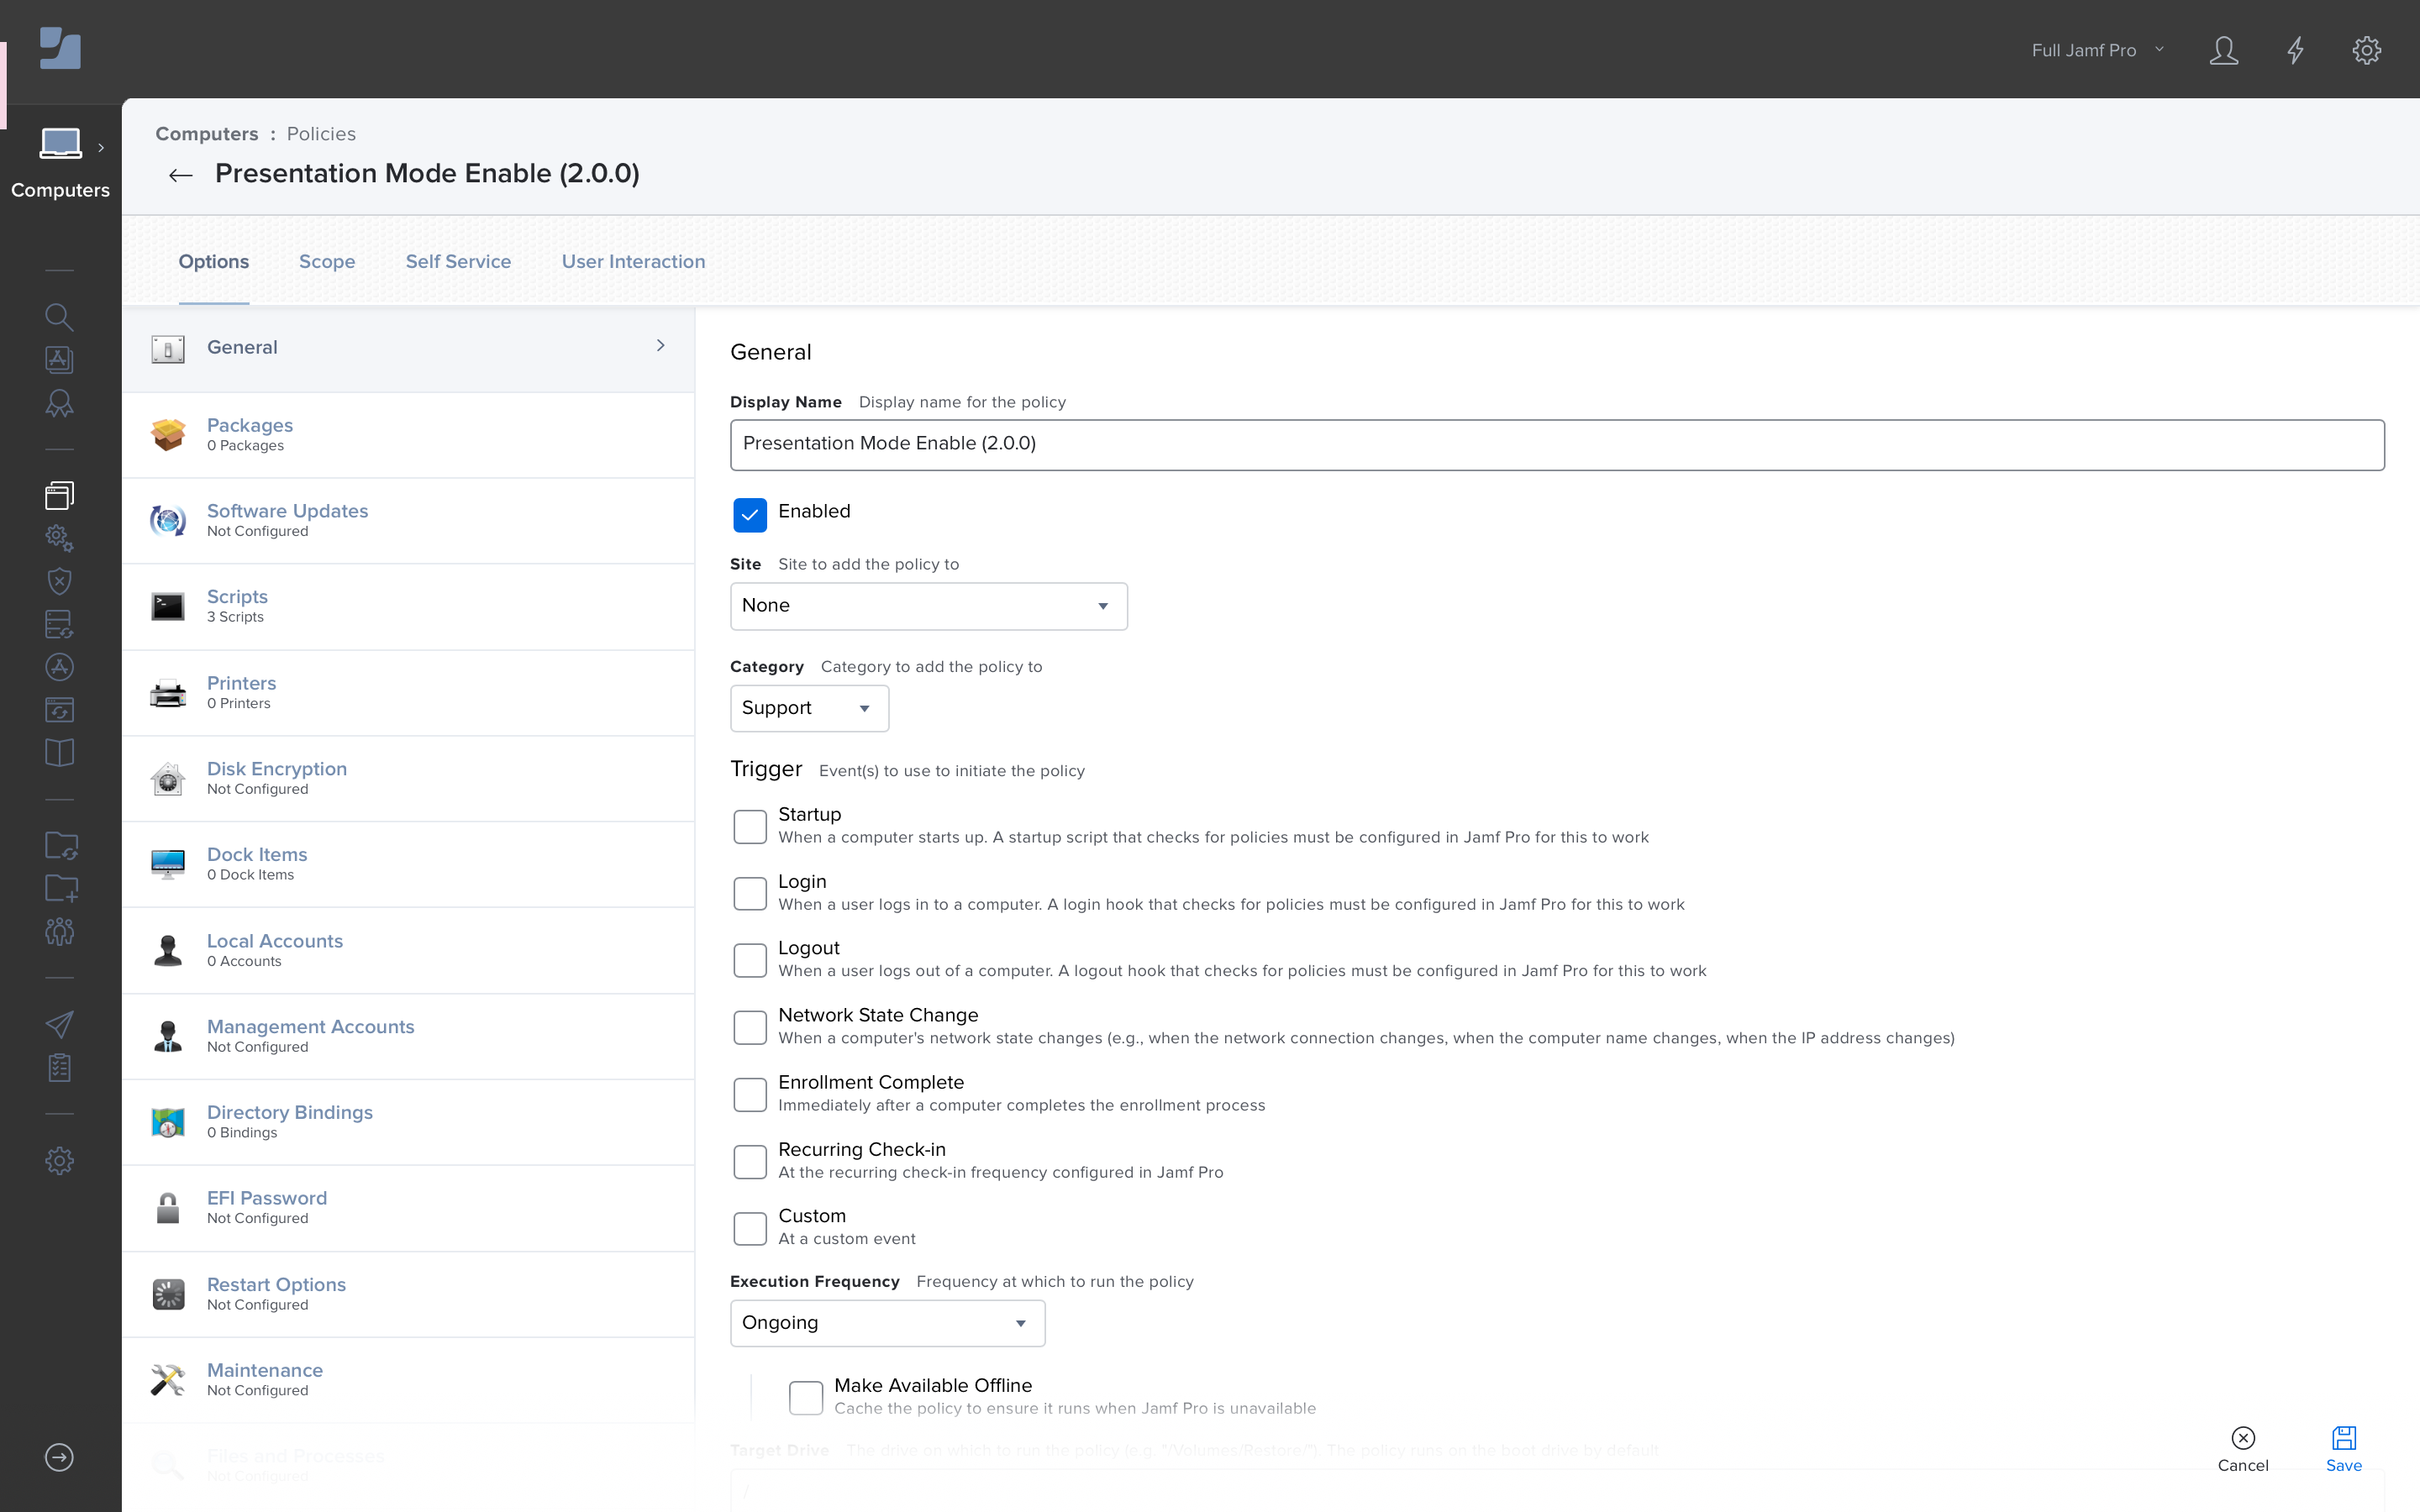 Full Jamf Pro
Computers
Computers : Policies
Presentation Mode Enable (2.0.0)
Options
Scope
Self Service
User Interaction
General
Packages
0 Packages
Software Updates
Not Configured
Scripts
3 Scripts
Printers
0 Printers
Disk Encryption
Not Configured
Dock Items
0 Dock Items
Local Accounts
0 Accounts
Management Accounts
Not Configured
Directory Bindings
0 Bindings
EFI Password
Not Configured
Restart Options
Not Configured
Maintenance
Not Configured
Files and Processes
Not Configured
General
Display Name Display name for the policy
Presentation Mode Enable (2.0.0)
Enabled
Site Site to add the policy to
None
Category Category to add the policy to
Support
Trigger Event(s) to use to initiate the policy
Startup
When a computer starts up. A startup script that checks for policies must be configured in Jamf Pro for this to work
Login
When a user logs in to a computer. A login hook that checks for policies must be configured in Jamf Pro for this to work
Logout
When a user logs out of a computer. A logout hook that checks for policies must be configured in Jamf Pro for this to work
Network State Change
When a computer's network state changes (e.g., when the network connection changes, when the computer name changes, when the IP address changes)
Enrollment Complete
Immediately after a computer completes the enrollment process
Recurring Check-in
At the recurring check-in frequency configured in Jamf Pro
Custom
At a custom event
Execution Frequency Frequency at which to run the policy
Ongoing
Make Available Offline
Cache the policy to ensure it runs when Jamf Pro is unavailable
Target Drive The drive on which to run the policy (e.g. "/Volumes/Restore/"). The policy runs on the boot drive by default
/
Cancel
Save